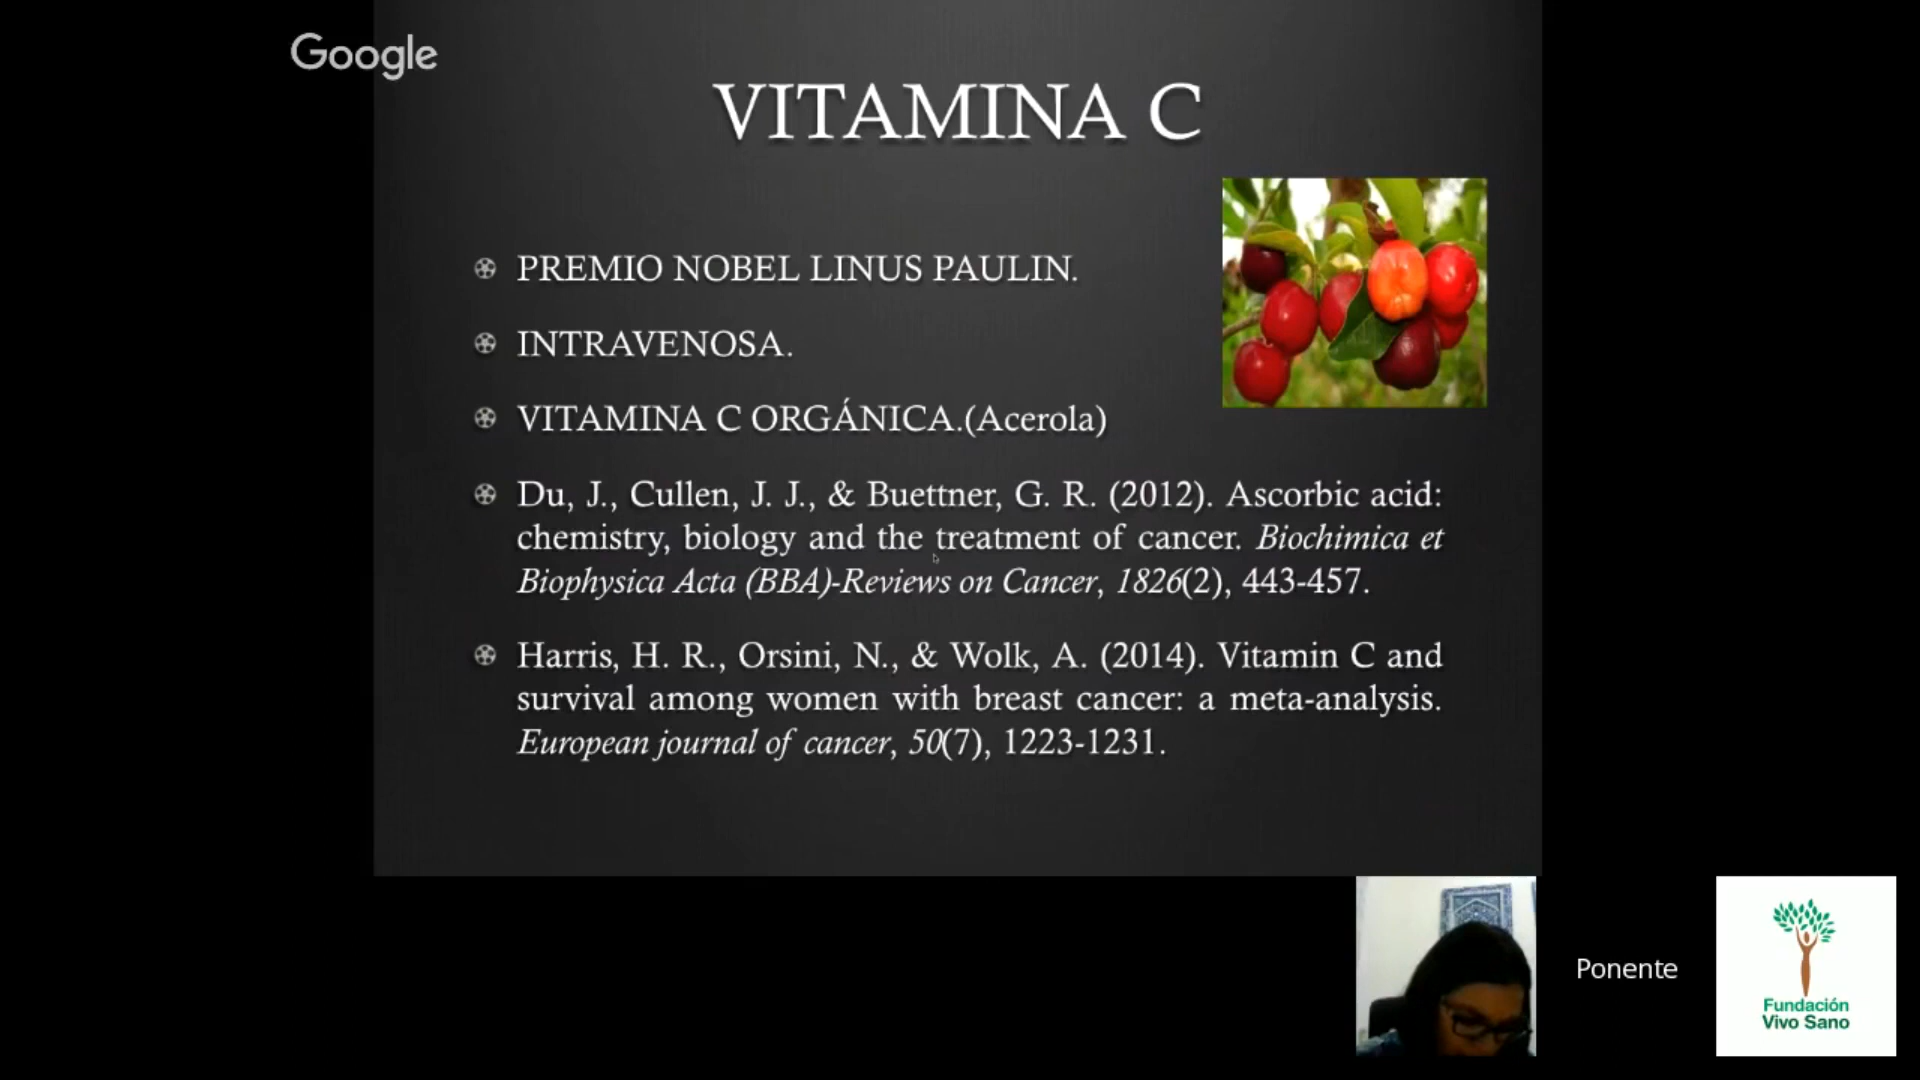 Google
VITAMINA C
PREMIO NOBEL LINUS PAULIN.
INTRAVENOSA.
VITAMINA C ORGÁNICA.(Acerola)
Du, J., Cullen, J. J., & Buettner, G. R. (2012). Ascorbic acid:
chemistry, biology and the treatment of cancer. Biochimica et
Biophysica Acta (BBA)-Reviews on Cancer, 1826(2), 443-457.
Harris, H. R., Orsini, N., & Wolk, A. (2014). Vitamin C and
survival among women with breast cancer: a meta-analysis.
European journal of cancer, 50(7), 1223-1231.
Ponente
Fundación
Vivo Sano